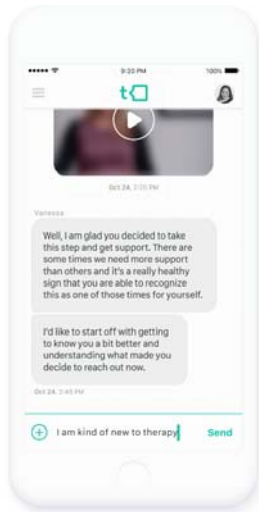 9:20 PM
100%
t
Oct 24, 2:20 PM
Vanessa
Well, I am glad you decided to take
this step and get support. There are
some times we need more support
than others and it's a really healthy
sign that you are able to recognize
this as one of those times for yourself.
I'd like to start off with getting
to know you a bit better and
understanding what made you
decide to reach out now.
Oct 24, 2:45 PM
I am kind of new to therapy
Send